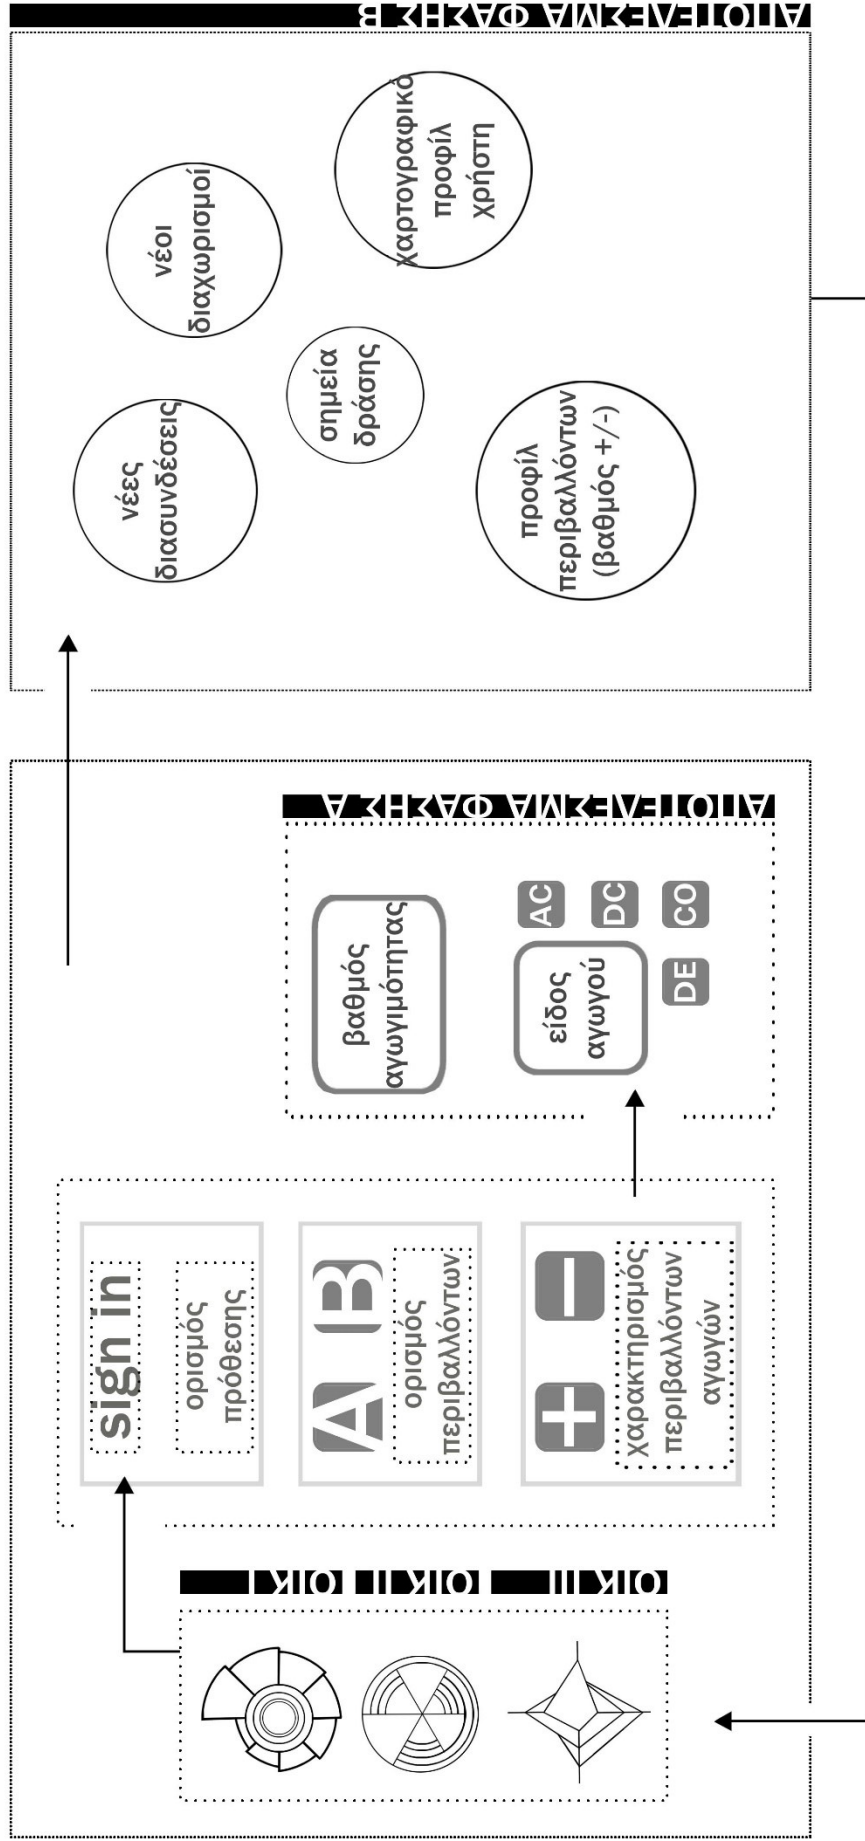 ΟΙΚ Ι
ΟΙΚ ΙΙ
ΟΙΚ ΙΙΙ
sign in
ορισμός
πρόθεσης
A B
ορισμός
περιβαλλόντων
+ −
χαρακτηρισμός
περιβαλλόντων
αγωγών
ΑΠΟΤΕΛΕΣΜΑ ΦΑΣΗΣ Α
βαθμός
αγωγιμότητας
είδος
αγωγού
AC
DC
DE CO
ΑΠΟΤΕΛΕΣΜΑ ΦΑΣΗΣ Β
νέες
διασυνδέσεις
νέοι
διαχωρισμοί
σημεία
δράσης
χαρτογραφικό
προφίλ
χρήστη
προφίλ
περιβαλλόντων
(βαθμός +/-)